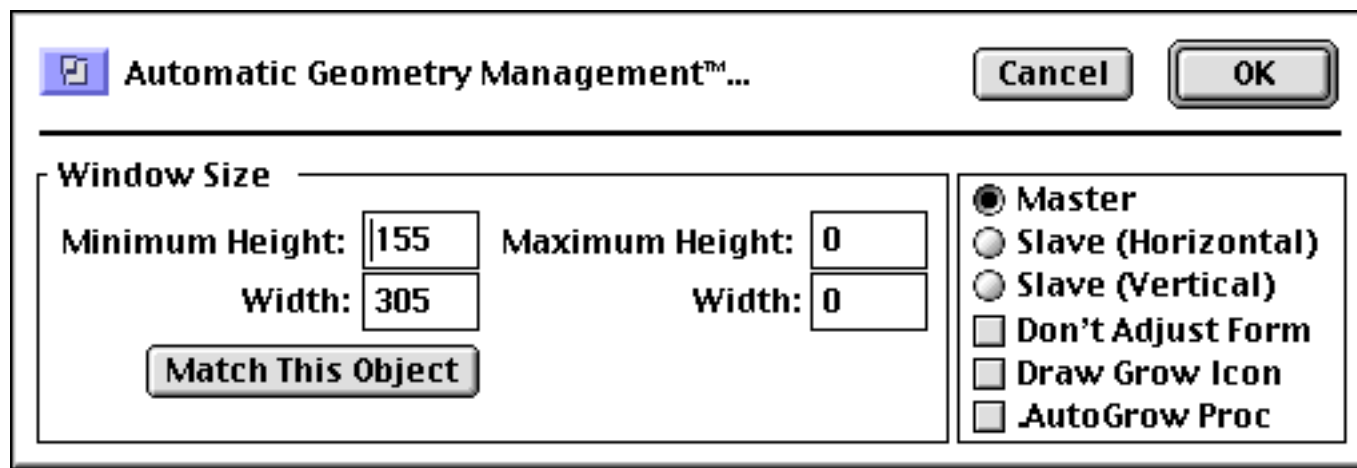 Automatic Geometry Management™...
Cancel
OK
Window Size
Minimum Height: 155
Maximum Height: 0
Width: 305
Width: 0
Match This Object
Master
Slave (Horizontal)
Slave (Vertical)
Don't Adjust Form
Draw Grow Icon
.AutoGrow Proc